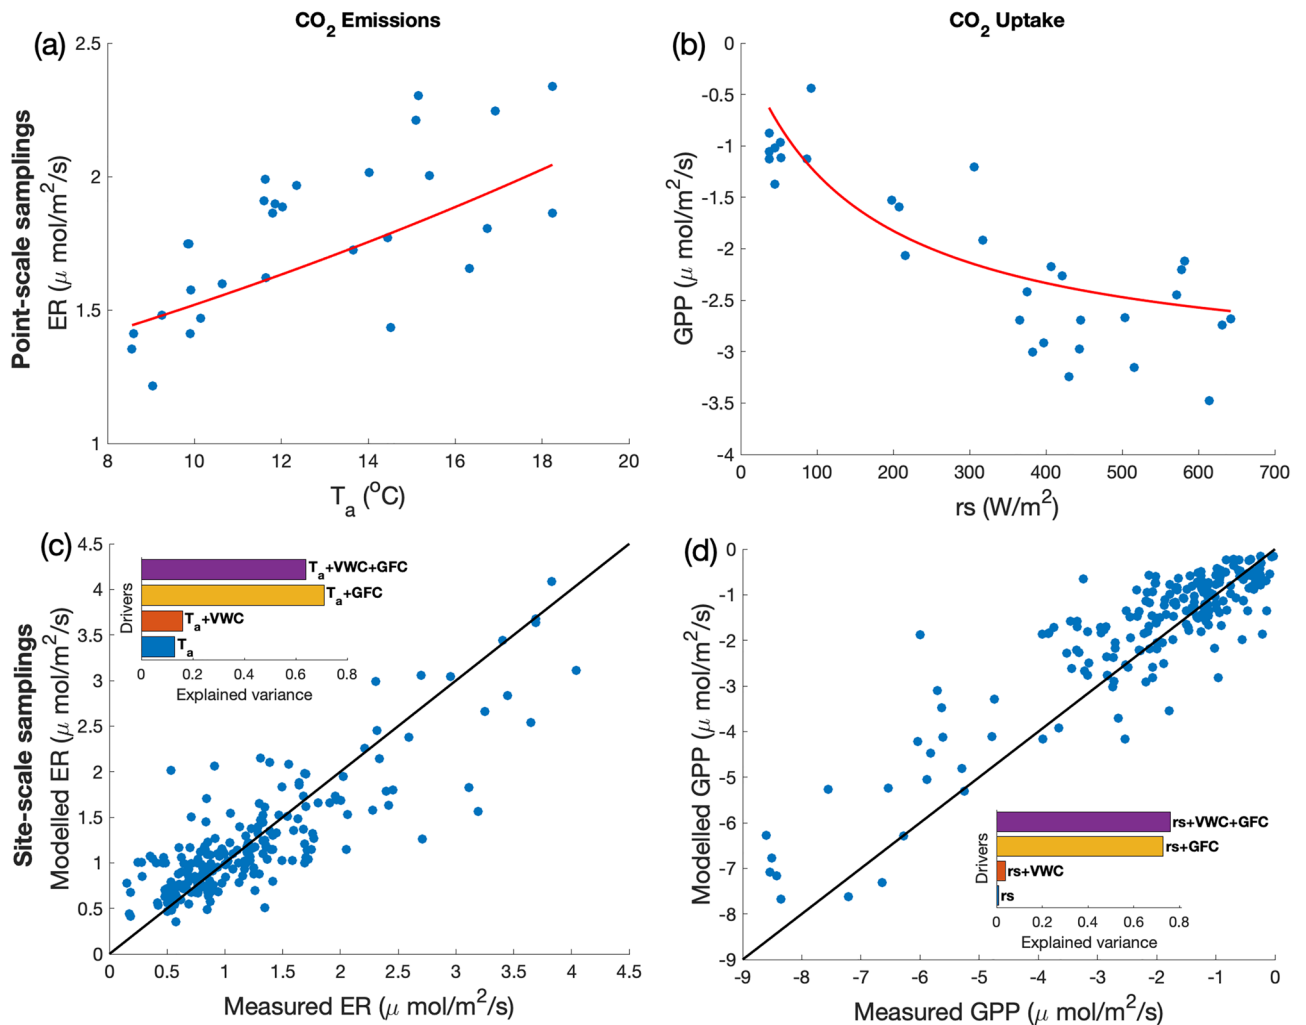 CO2 Emissions
CO2 Uptake
(a)
2.5
2
1.5
1
Point-scale samplings
ER (μ mol/m2/s)
8 10 12 14 16 18 20
Ta (oC)
(b)
0
-0.5
-1
-1.5
-2
-2.5
-3
-3.5
-4
GPP (μ mol/m2/s)
0 100 200 300 400 500 600 700
rs (W/m2)
(c)
4.5
4
3.5
3
2.5
2
1.5
1
0.5
0
Site-scale samplings
Modelled ER (μ mol/m2/s)
Drivers
Ta+VWC+GFC
Ta+GFC
Ta+VWC
Ta
0 0.2 0.4 0.6 0.8
Explained variance
0 0.5 1 1.5 2 2.5 3 3.5 4 4.5
Measured ER (μ mol/m2/s)
(d)
0
-1
-2
-3
-4
-5
-6
-7
-8
-9
Modelled GPP (μ mol/m2/s)
Drivers
rs+VWC+GFC
rs+GFC
rs+VWC
rs
0 0.2 0.4 0.6 0.8
Explained variance
-9 -8 -7 -6 -5 -4 -3 -2 -1 0
Measured GPP (μ mol/m2/s)